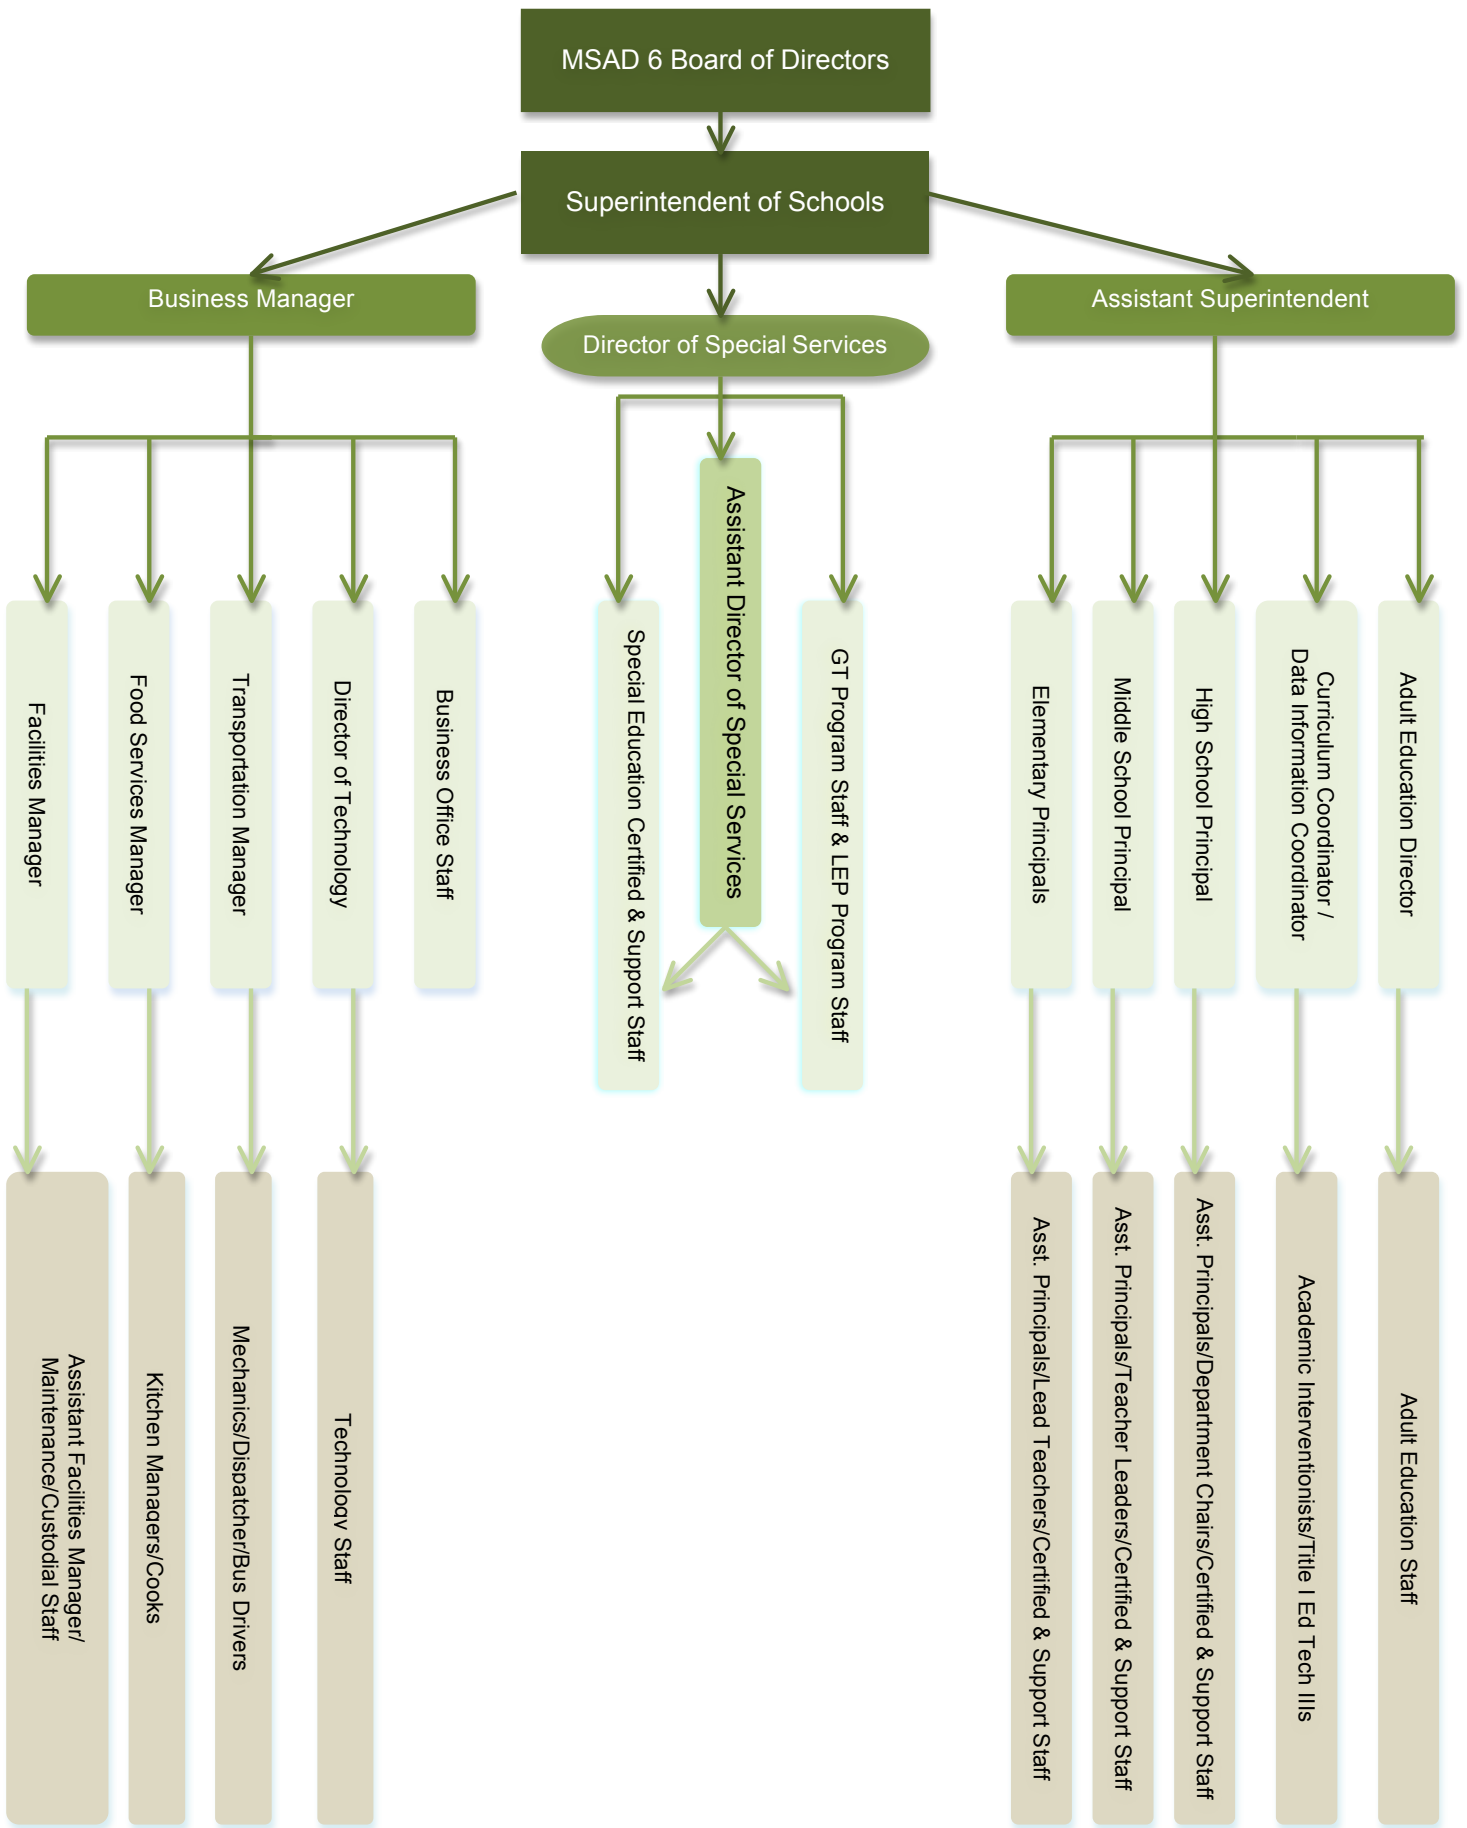 MSAD 6 Board of Directors
Superintendent of Schools
Business Manager
Director of Special Services
Assistant Superintendent
Facilities Manager
Food Services Manager
Transportation Manager
Director of Technology
Business Office Staff
Special Education Certified & Support Staff
Assistant Director of Special Services
GT Program Staff & LEP Program Staff
Elementary Principals
Middle School Principal
High School Principal
Curriculum Coordinator /
Data Information Coordinator
Adult Education Director
Assistant Facilities Manager/
Maintenance/Custodial Staff
Kitchen Managers/Cooks
Mechanics/Dispatcher/Bus Drivers
Technology Staff
Asst. Principals/Lead Teachers/Certified & Support Staff
Asst. Principals/Teacher Leaders/Certified & Support Staff
Asst. Principals/Department Chairs/Certified & Support Staff
Academic Interventionists/Title I Ed Tech IIIs
Adult Education Staff